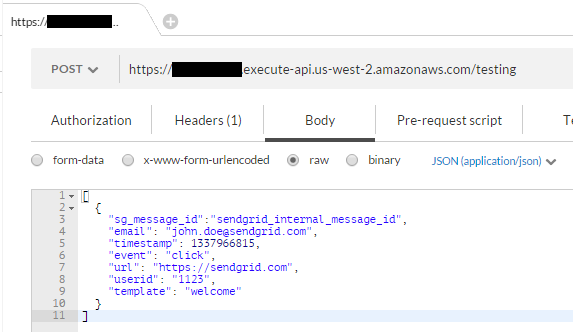 https://
..
POST
https://
.execute-api.us-west-2.amazonaws.com/testing
Authorization
Headers (1)
Body
Pre-request script
form-data
x-www-form-urlencoded
raw
binary
JSON (application/json)
1 [
2 {
3 "sg_message_id":"sendgrid_internal_message_id",
4 "email": "john.doe@sendgrid.com",
5 "timestamp": 1337966815,
6 "event": "click",
7 "url": "https://sendgrid.com",
8 "userid": "1123",
9 "template": "welcome"
10 }
11 ]